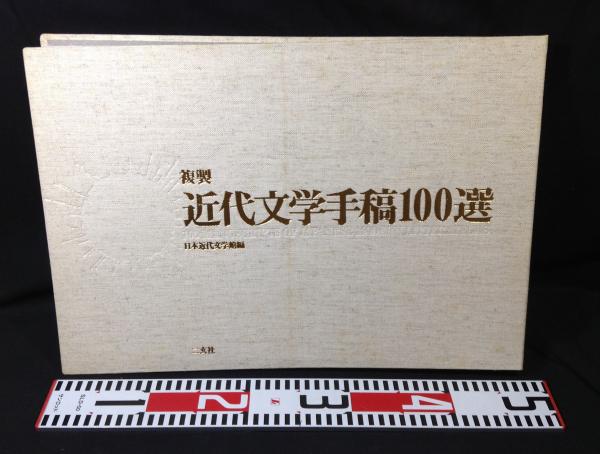 複製
近代文学手稿100選
日本近代文学館編
二玄社
1 2 3 4 5